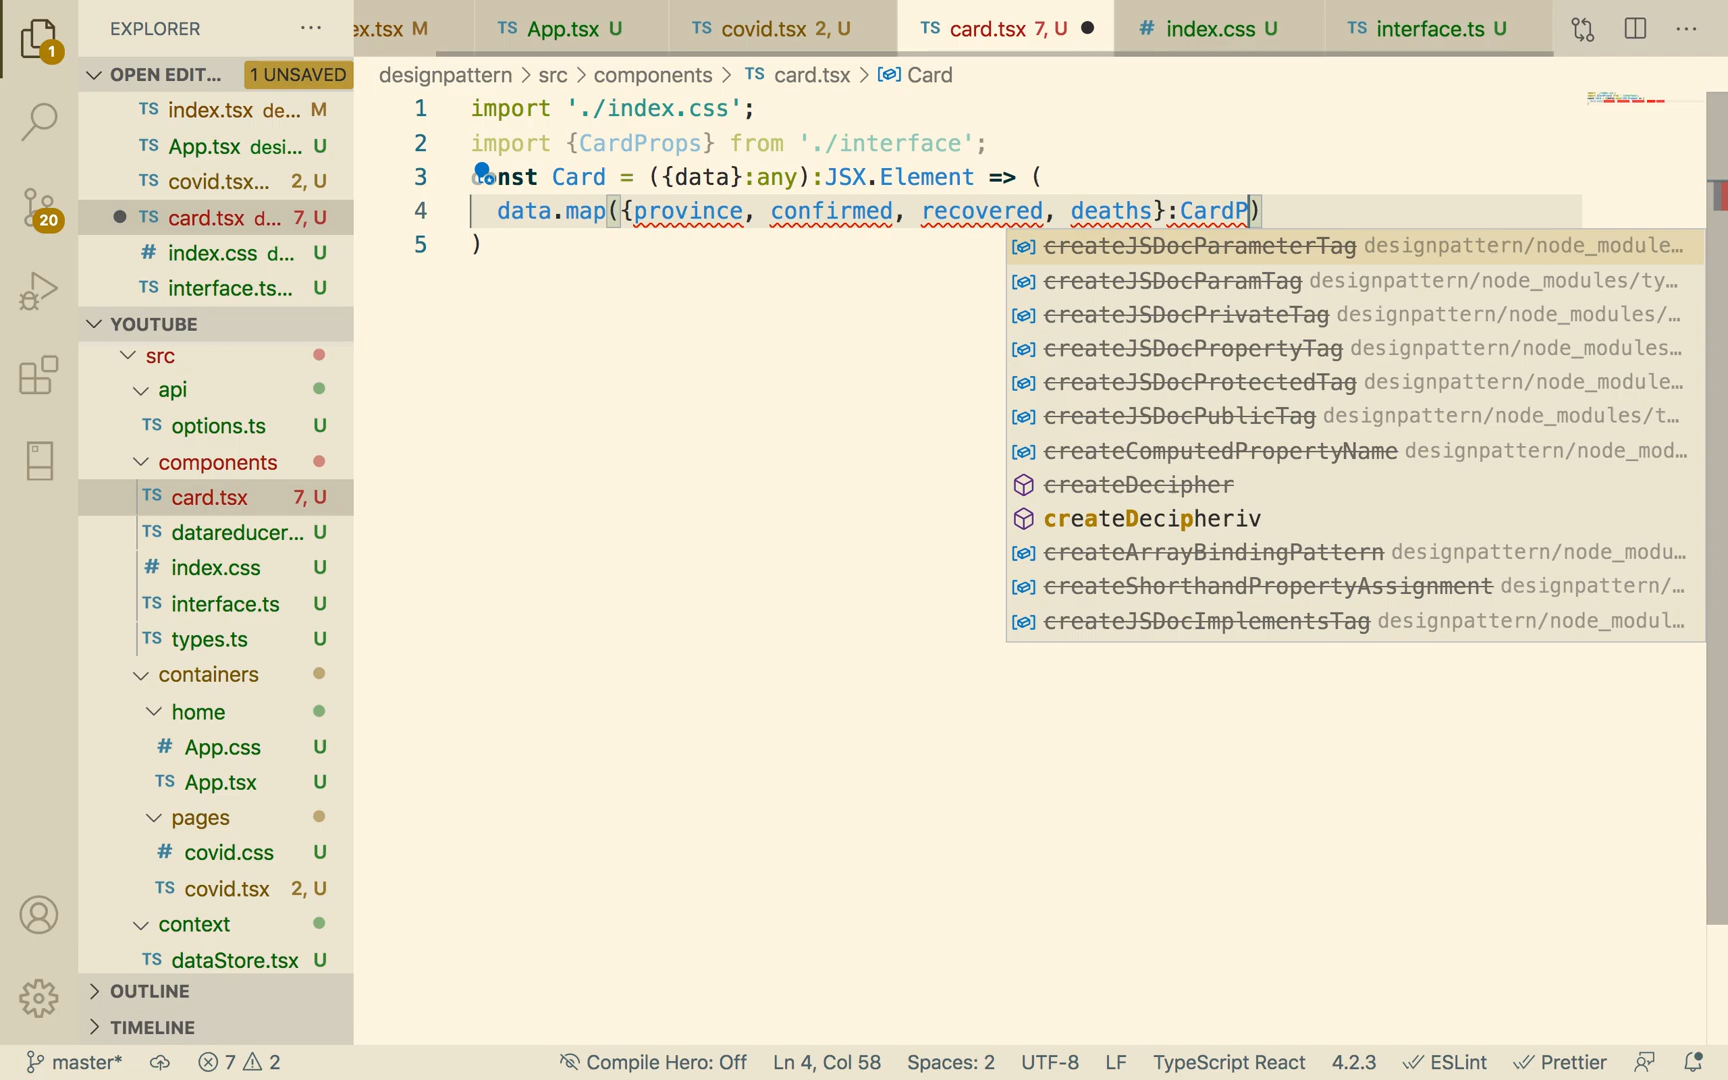 EXPLORER ···
ex.tsx M
TS App.tsx U
TS covid.tsx 2, U
TS card.tsx 7, U ●
TS index.css U
TS interface.ts U
OPEN EDIT... 1 UNSAVED
TS index.tsx de... M
TS App.tsx desi... U
TS covid.tsx... 2, U
● TS card.tsx d... 7, U
# index.css d... U
TS interface.ts... U
YOUTUBE
src
api
TS options.ts U
components
TS card.tsx 7, U
TS datareducer... U
# index.css U
TS interface.ts U
TS types.ts U
containers
home
# App.css U
TS App.tsx U
pages
# covid.css U
TS covid.tsx 2, U
context
TS dataStore.tsx U
OUTLINE
TIMELINE
1
20
designpattern > src > components > TS card.tsx > Card
1 import './index.css';
2 import {CardProps} from './interface';
3 const Card = ({data}:any):JSX.Element => (
4 data.map({province, confirmed, recovered, deaths}:CardP)
5 )
createJSDocParameterTag designpattern/node_module...
createJSDocParamTag designpattern/node_modules/ty...
createJSDocPrivateTag designpattern/node_modules/...
createJSDocPropertyTag designpattern/node_modules...
createJSDocProtectedTag designpattern/node_module...
createJSDocPublicTag designpattern/node_modules/t...
createComputedPropertyName designpattern/node_mod...
createDecipher
createDecipheriv
createArrayBindingPattern designpattern/node_modu...
createShorthandPropertyAssignment designpattern/...
createJSDocImplementsTag designpattern/node_modul...
master* 7 2 Compile Hero: Off Ln 4, Col 58 Spaces: 2 UTF-8 LF TypeScript React 4.2.3 ESLint Prettier